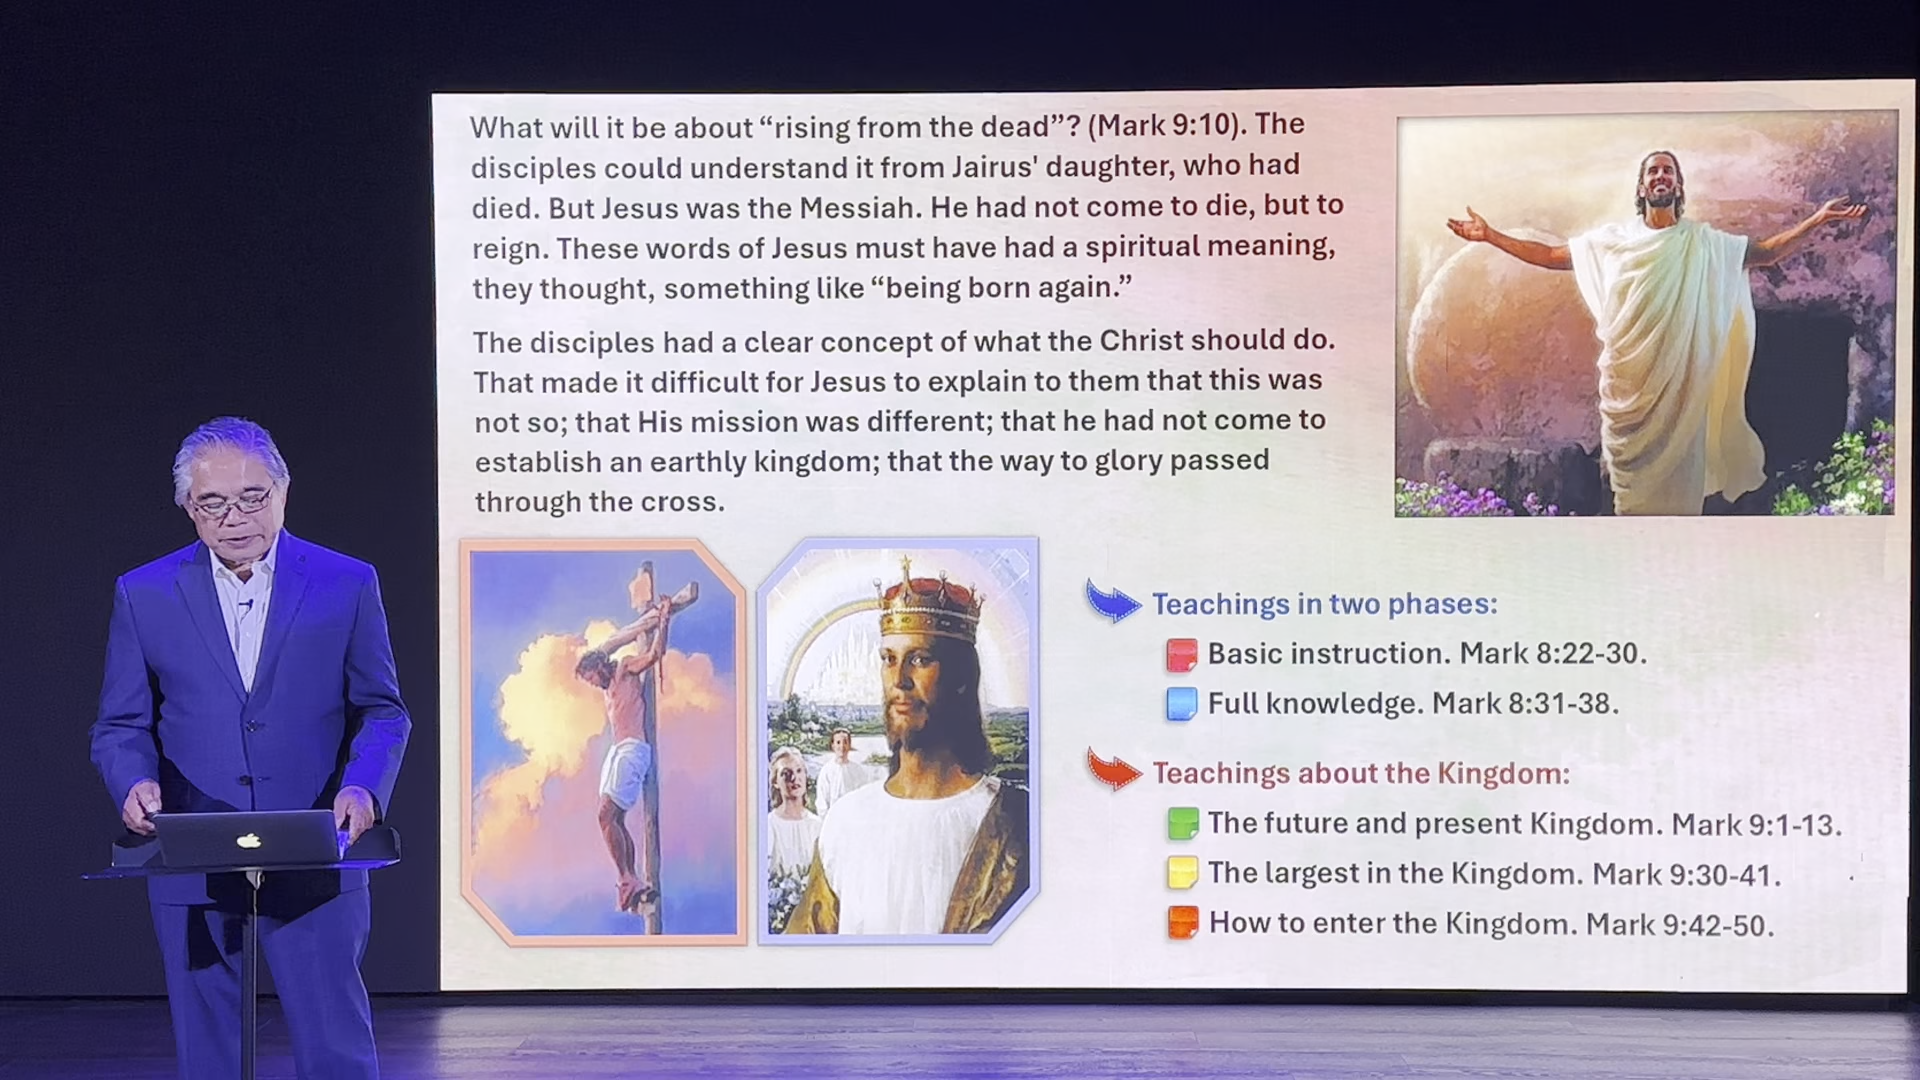 What will it be about “rising from the dead”? (Mark 9:10). The
disciples could understand it from Jairus' daughter, who had
died. But Jesus was the Messiah. He had not come to die, but to
reign. These words of Jesus must have had a spiritual meaning,
they thought, something like “being born again.”
The disciples had a clear concept of what the Christ should do.
That made it difficult for Jesus to explain to them that this was
not so; that His mission was different; that he had not come to
establish an earthly kingdom; that the way to glory passed
through the cross.
Teachings in two phases:
Basic instruction. Mark 8:22-30.
Full knowledge. Mark 8:31-38.
Teachings about the Kingdom:
The future and present Kingdom. Mark 9:1-13.
The largest in the Kingdom. Mark 9:30-41.
How to enter the Kingdom. Mark 9:42-50.